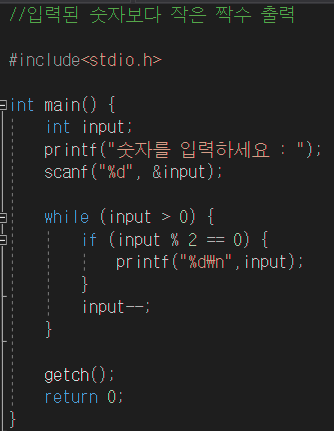 //입력된 숫자보다 작은 짝수 출력
#include<stdio.h>
int main() {
int input;
printf("숫자를 입력하세요 : ");
scanf("%d", &input);
while (input > 0) {
if (input % 2 == 0) {
printf("%d₩n",input);
}
input--;
}
getch();
return 0;
}